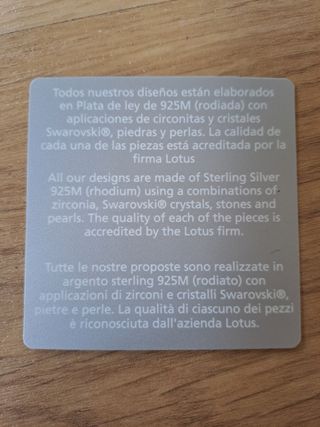 Todos nuestros diseños están elaborados
en Plata de ley de 925M (rodiada) con
aplicaciones de circonitas y cristales
Swarovski®, piedras y perlas. La calidad de
cada una de las piezas está acreditada por la
firma Lotus
All our designs are made of Sterling Silver
925M (rhodium) using a combinations of
zirconia, Swarovski® crystals, stones and
pearls. The quality of each of the pieces is
accredited by the Lotus firm.
Tutte le nostre proposte sono realizzate in
argento sterling 925M (rodiato) con
applicazioni di zirconi e cristalli Swarovski®,
pietre e perle. La qualità di ciascuno dei pezzi
è riconosciuta dall'azienda Lotus.